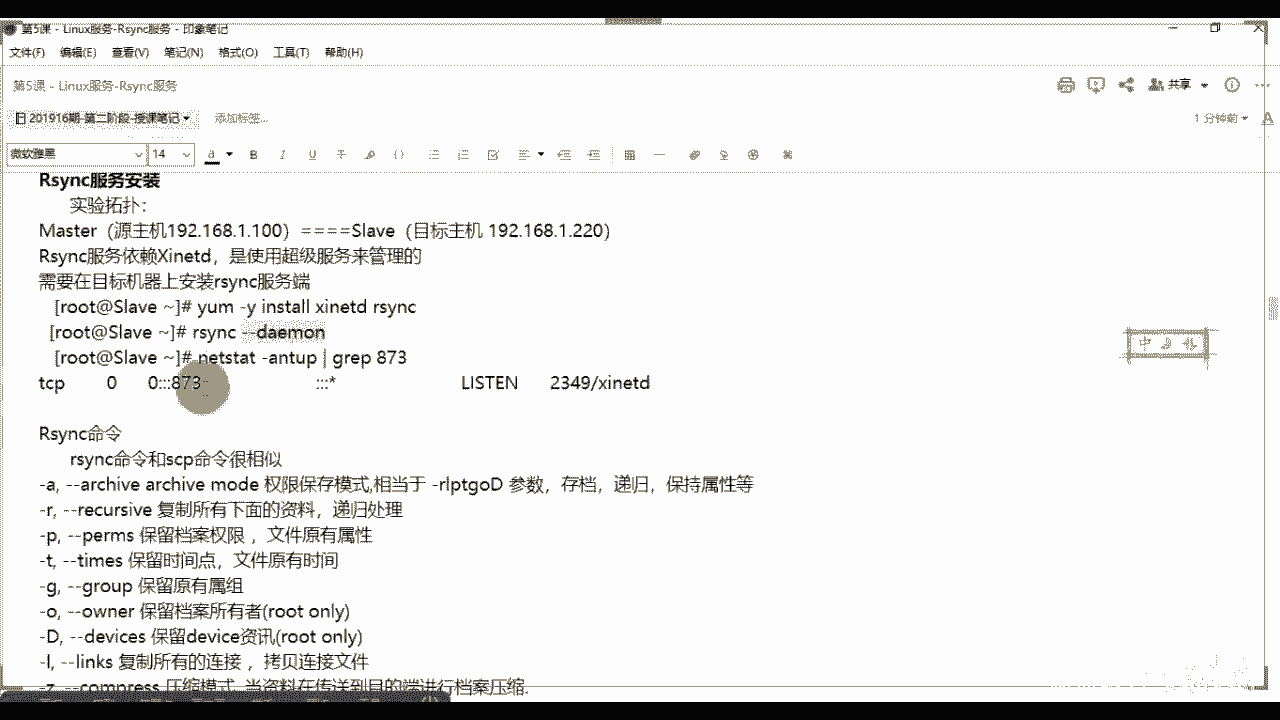 第5课 - Linux服务-Rsync服务 - 印象笔记
文件(F) 编辑(E) 查看(V) 笔记(N) 格式(O) 工具(T) 帮助(H)
第5课 - Linux服务-Rsync服务
共享
201916期-第二阶段-授课笔记
添加标签...
1 分钟前
微软雅黑 14
Rsync服务安装
实验拓扑：
Master（源主机192.168.1.100）====Slave（目标主机 192.168.1.220）
Rsync服务依赖Xinetd，是使用超级服务来管理的
需要在目标机器上安装rsync服务端
[root@Slave ~]# yum -y install xinetd rsync
[root@Slave ~]# rsync --daemon
[root@Slave ~]# netstat -antup | grep 873
tcp 0 0:::873 :::* LISTEN 2349/xinetd
Rsync命令
rsync命令和scp命令很相似
-a, --archive archive mode 权限保存模式,相当于 -rlptgoD 参数，存档，递归，保持属性等
-r, --recursive 复制所有下面的资料，递归处理
-p, --perms 保留档案权限 ，文件原有属性
-t, --times 保留时间点，文件原有时间
-g, --group 保留原有属组
-o, --owner 保留档案所有者(root only)
-D, --devices 保留device资讯(root only)
-l, --links 复制所有的连接 ，拷贝连接文件
-z, --compress 压缩模式, 当资料在传送到目的端进行档案压缩.